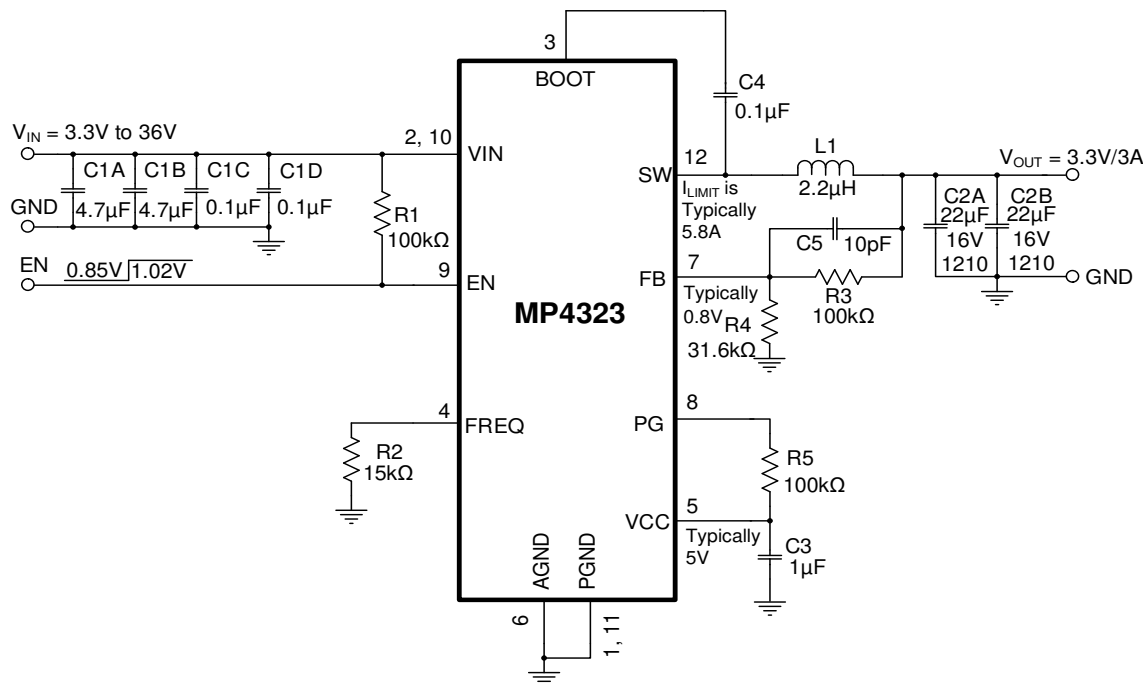 3
BOOT
C4
0.1µF
V_IN = 3.3V to 36V
2, 10
VIN
C1A
C1B
C1C
C1D
4.7µF
4.7µF
0.1µF
0.1µF
GND
R1
100kΩ
EN
0.85V
1.02V
9
EN
12
SW
L1
2.2µH
V_OUT = 3.3V/3A
I_LIMIT is
Typically
5.8A
C5
10pF
C2A
22µF
16V
1210
C2B
22µF
16V
1210
GND
7
FB
Typically
0.8V
R3
100kΩ
R4
31.6kΩ
MP4323
4
FREQ
R2
15kΩ
8
PG
R5
100kΩ
5
VCC
Typically
5V
C3
1µF
AGND
PGND
6
1, 11